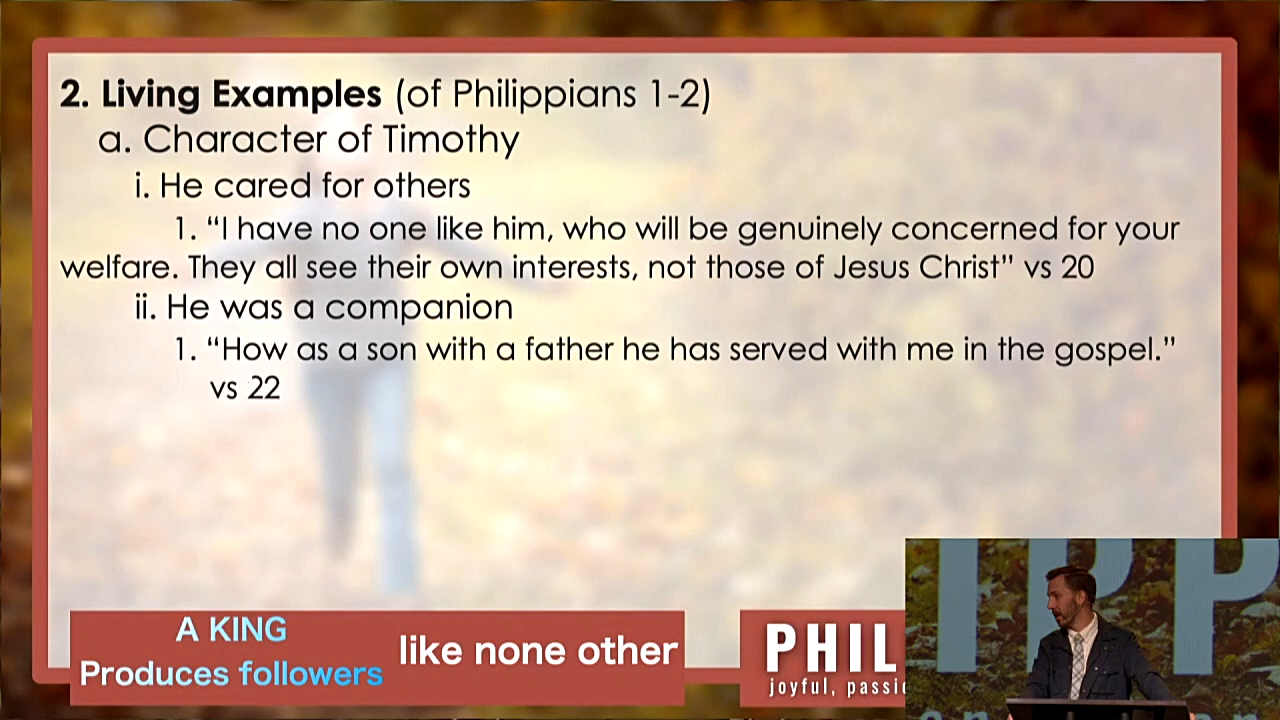 2. Living Examples (of Philippians 1-2)
a. Character of Timothy
i. He cared for others
1. “I have no one like him, who will be genuinely concerned for your
welfare. They all see their own interests, not those of Jesus Christ” vs 20
ii. He was a companion
1. “How as a son with a father he has served with me in the gospel.”
vs 22
A KING
Produces followers
like none other
PHIL
joyful,
IPP